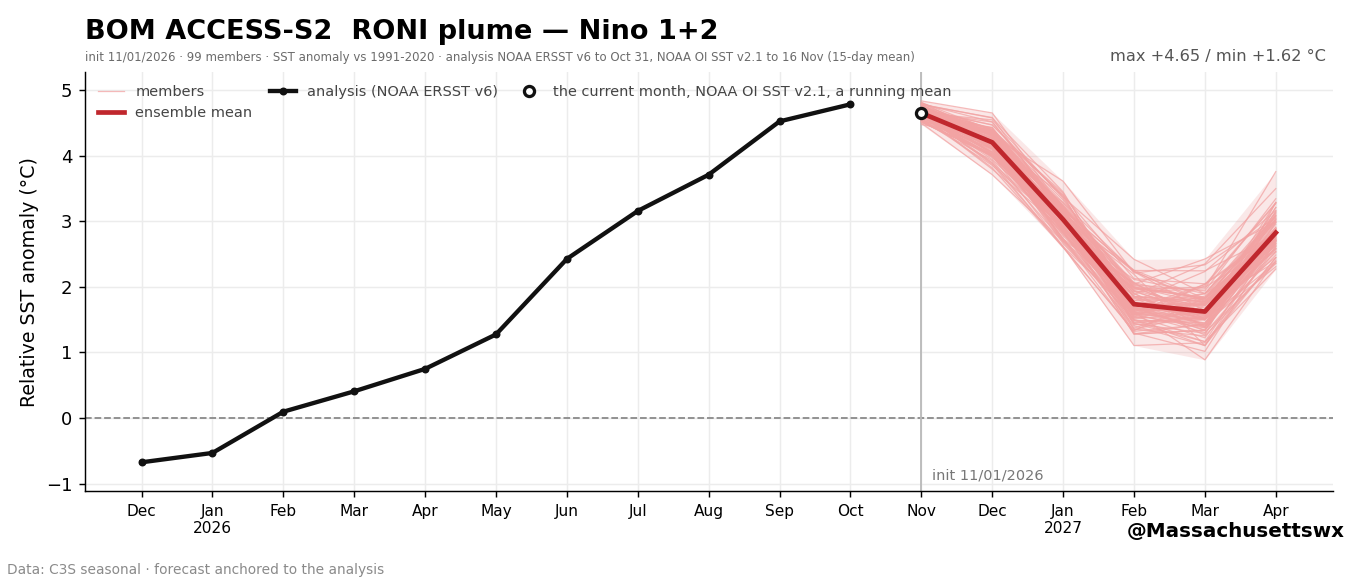 BOM ACCESS-S2  RONI plume — Nino 1+2
init 11/01/2026 · 99 members · SST anomaly vs 1991-2020 · analysis NOAA ERSST v6 to Oct 31, NOAA OI SST v2.1 to 16 Nov (15-day mean)
max +4.65 / min +1.62 °C
members
ensemble mean
analysis (NOAA ERSST v6)
the current month, NOAA OI SST v2.1, a running mean
Relative SST anomaly (°C)
5
4
3
2
1
0
−1
init 11/01/2026
Dec Jan Feb Mar Apr May Jun Jul Aug Sep Oct Nov Dec Jan Feb Mar Apr
2026 2027
@Massachusettswx
Data: C3S seasonal · forecast anchored to the analysis